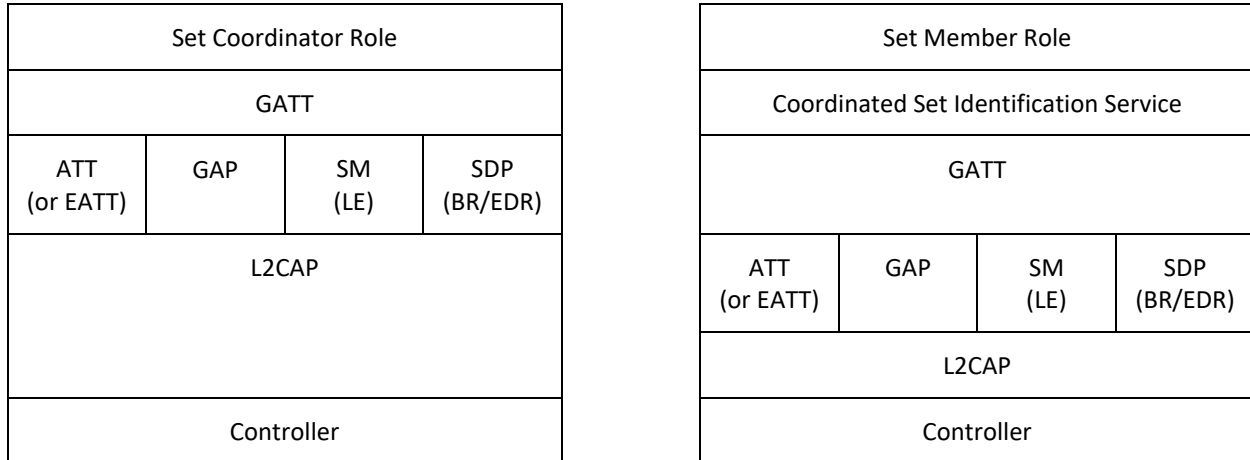 Set Coordinator Role
GATT
ATT
(or EATT)
GAP
SM
(LE)
SDP
(BR/EDR)
L2CAP
Controller
Set Member Role
Coordinated Set Identification Service
GATT
ATT
(or EATT)
GAP
SM
(LE)
SDP
(BR/EDR)
L2CAP
Controller